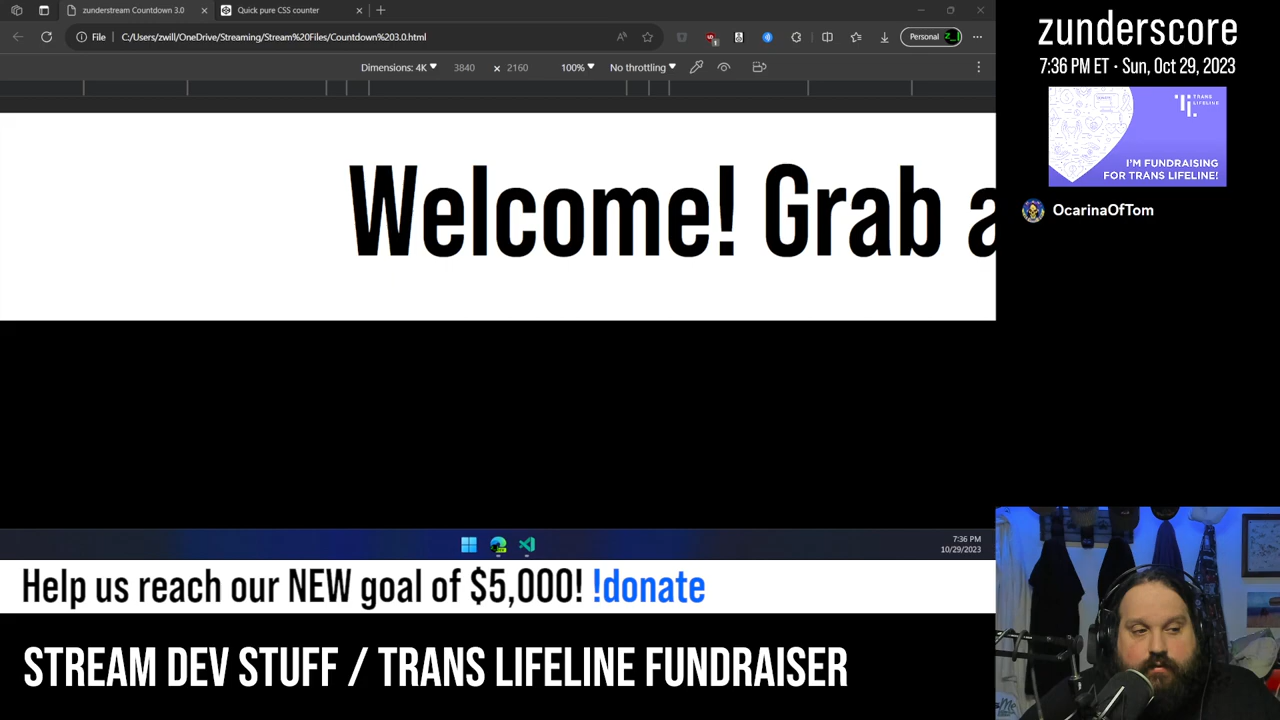 zunderstream Countdown 3.0
Quick pure CSS counter
File
C:/Users/zwill/OneDrive/Streaming/Stream%20Files/Countdown%203.0.html
Personal
Dimensions: 4K
3840
×
2160
100%
No throttling
Welcome! Grab a
7:36 PM
10/29/2023
Help us reach our NEW goal of $5,000! !donate
STREAM DEV STUFF / TRANS LIFELINE FUNDRAISER
zunderscore
7:36 PM ET · Sun, Oct 29, 2023
TRANS
LIFELINE
I'M FUNDRAISING
FOR TRANS LIFELINE!
OcarinaOfTom